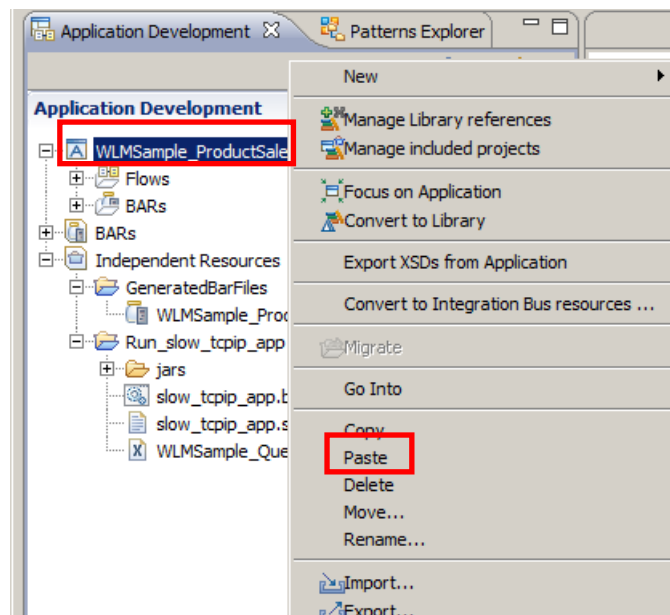 Application Development
Patterns Explorer
Application Development
WLMSample_ProductSale
Flows
BARs
BARs
Independent Resources
GeneratedBarFiles
WLMSample_Prod
Run_slow_tcpip_app
jars
slow_tcpip_app.b
slow_tcpip_app.s
WLMSample_Que
New
Manage Library references
Manage included projects
Focus on Application
Convert to Library
Export XSDs from Application
Convert to Integration Bus resources ...
Migrate
Go Into
Copy
Paste
Delete
Move...
Rename...
Import...
Export...